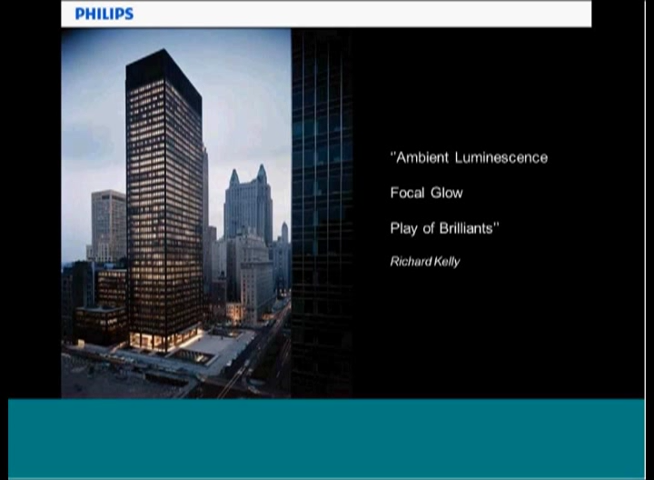 PHILIPS
"Ambient Luminescence
Focal Glow
Play of Brilliants"
Richard Kelly